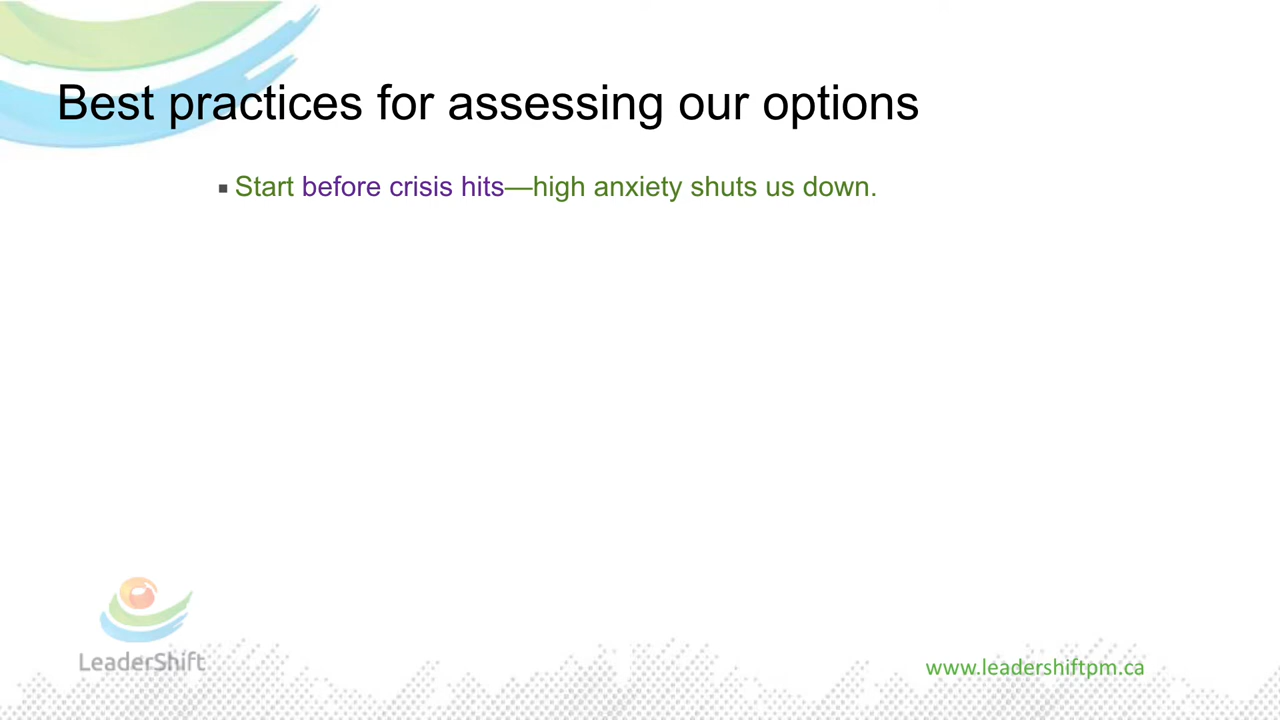 Best practices for assessing our options
▪ Start before crisis hits—high anxiety shuts us down.
LeaderShift
www.leadershiftpm.ca